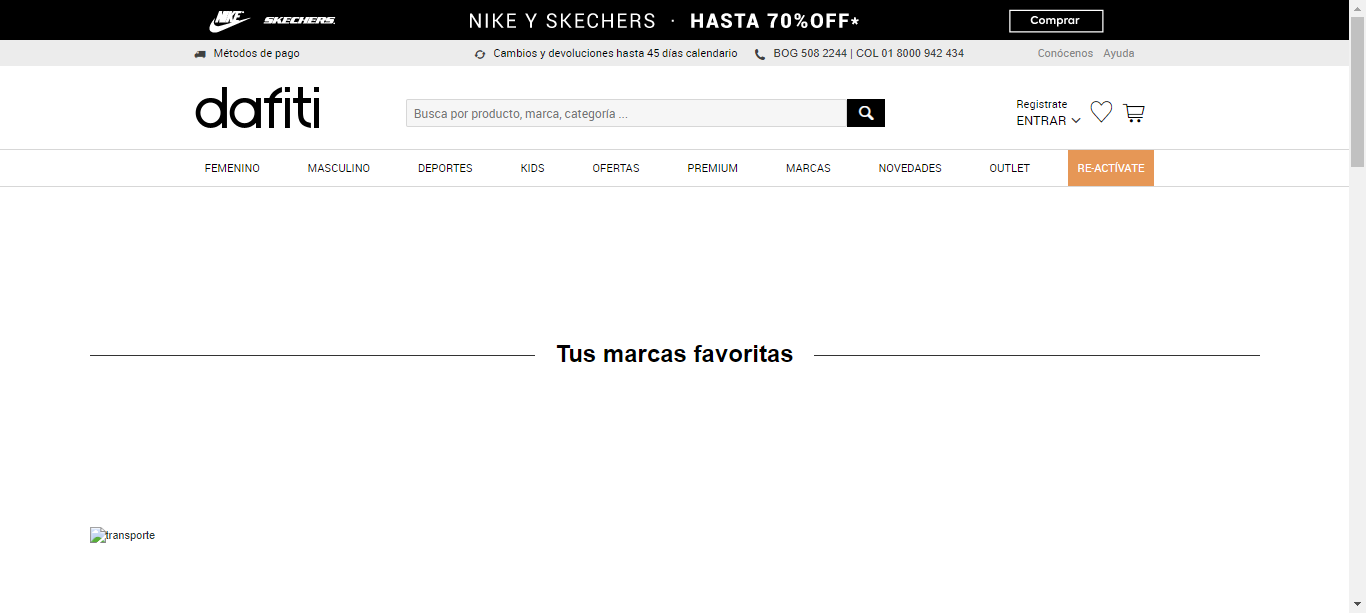 NIKE SKECHERS NIKE Y SKECHERS · HASTA 70%OFF* Comprar
Métodos de pago Cambios y devoluciones hasta 45 días calendario BOG 508 2244 | COL 01 8000 942 434 Conócenos Ayuda
dafiti
Busca por producto, marca, categoría ...
Registrate
ENTRAR
FEMENINO MASCULINO DEPORTES KIDS OFERTAS PREMIUM MARCAS NOVEDADES OUTLET RE-ACTÍVATE
Tus marcas favoritas
transporte